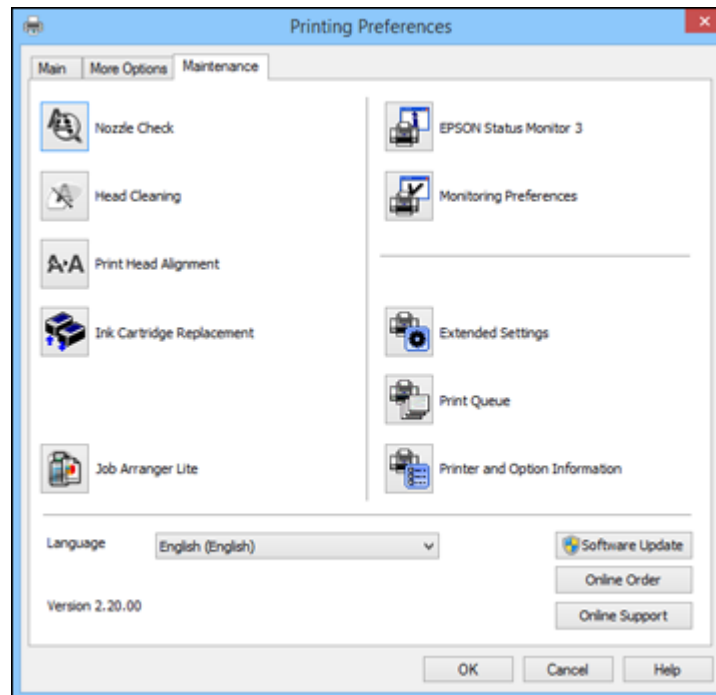 Printing Preferences
Main
More Options
Maintenance
Nozzle Check
Head Cleaning
Print Head Alignment
Ink Cartridge Replacement
Job Arranger Lite
EPSON Status Monitor 3
Monitoring Preferences
Extended Settings
Print Queue
Printer and Option Information
Language
English (English)
Version 2.20.00
Software Update
Online Order
Online Support
OK
Cancel
Help